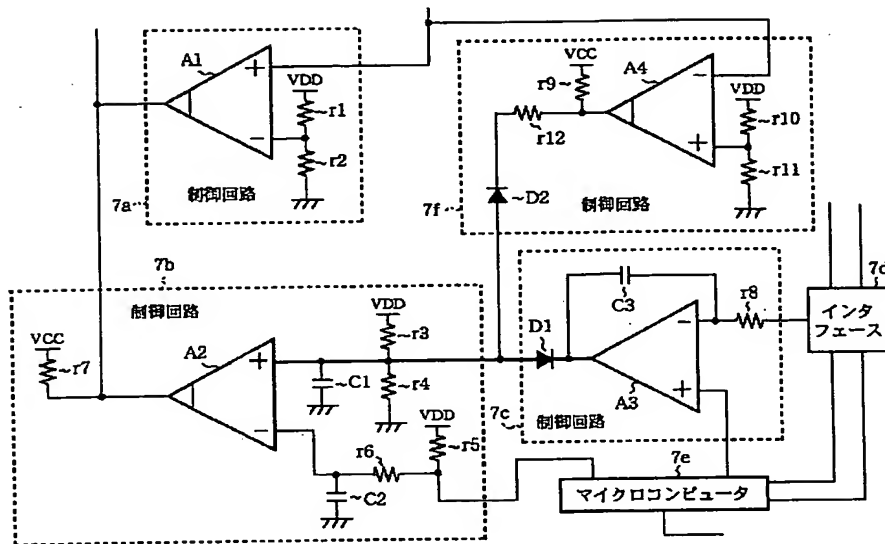 A1
VDD
~r1
~r2
制御回路
7a
VCC
r9~
r12
A4
VDD
~r10
~r11
制御回路
7f
~D2
7b
制御回路
VCC
~r7
A2
VDD
~r3
~r4
~C1
VDD
~r5
r6
~C2
C3
r8
D1
A3
7c
制御回路
7d
インタ
フェース
7e
マイクロコンピュータ